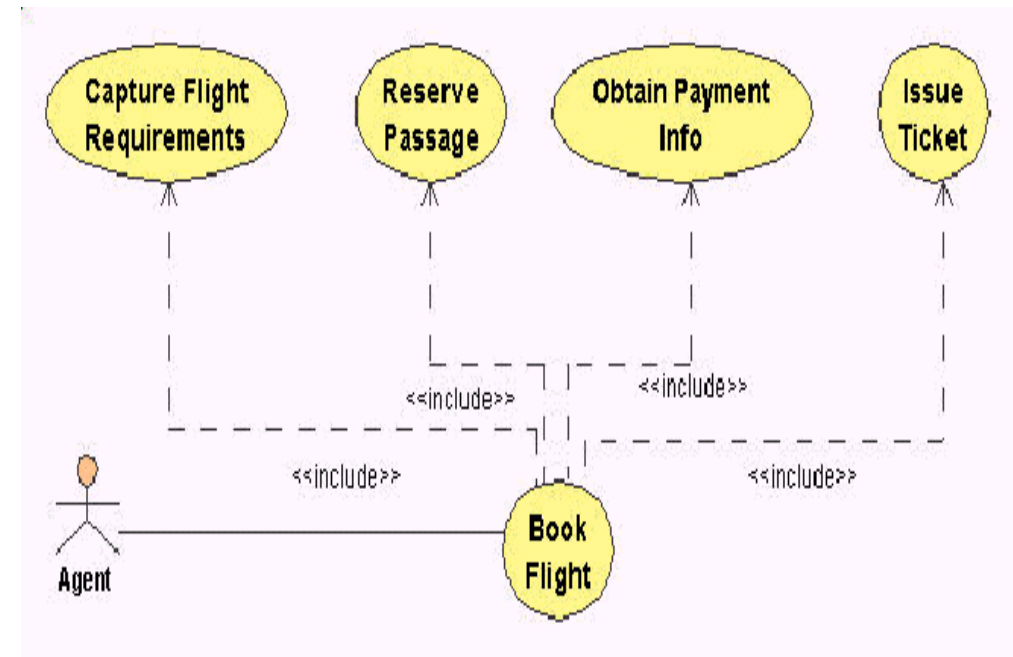 Capture Flight
Requirements
Reserve
Passage
Obtain Payment
Info
Issue
Ticket
<<include>>
<<include>>
<<include>>
<<include>>
Book
Flight
Agent